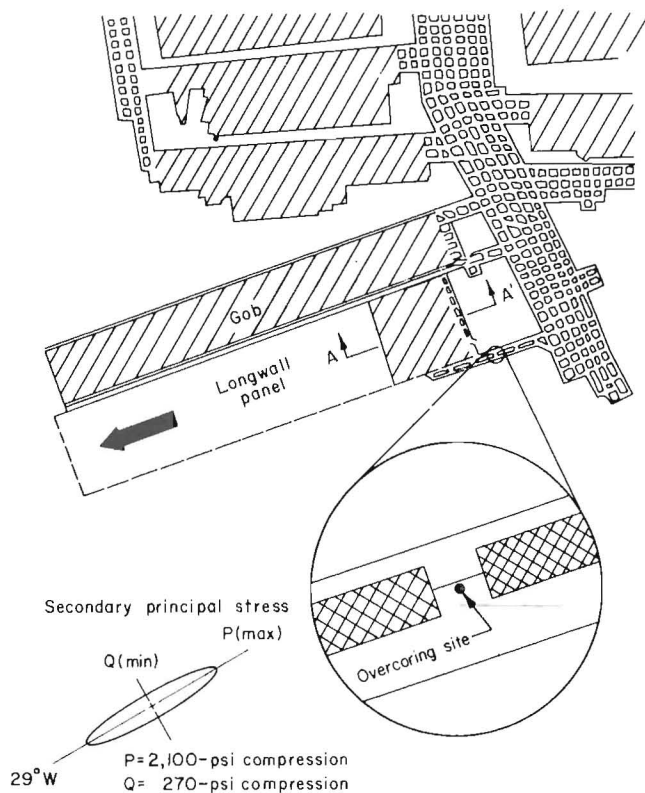 Gob
A
A'
Longwall
panel
Overcoring site
Secondary principal stress
Q(min)
P(max)
29°W
P=2,100-psi compression
Q= 270-psi compression